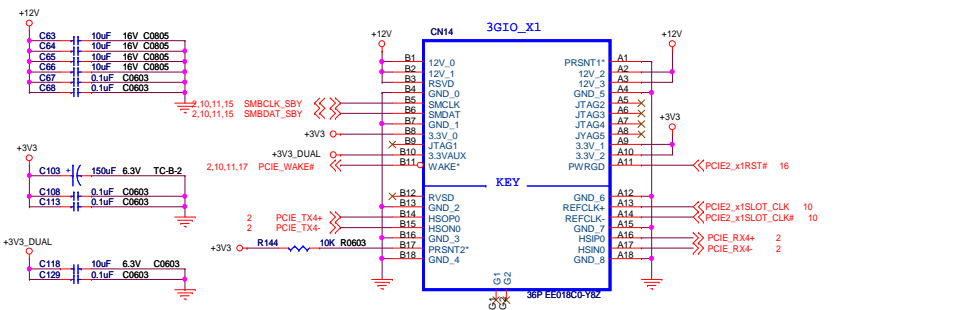 +12V
C63 10uF 16V C0805
C64 10uF 16V C0805
C65 10uF 16V C0805
C66 10uF 16V C0805
C67 0.1uF C0603
C68 0.1uF C0603
+3V3
C103 + 150uF 6.3V TC-B-2
C108 0.1uF C0603
C113 0.1uF C0603
+3V3_DUAL
C118 10uF 6.3V C0603
C129 0.1uF C0603
3GIO_X1
CN14
+12V
+12V
B1 12V_0 PRSNT1* A1
B2 12V_1 12V_2 A2
B3 RSVD 12V_3 A3
B4 GND_0 GND_5 A4
2,10,11,15 SMBCLK_SBY B5 SMCLK JTAG2 A5
2,10,11,15 SMBDAT_SBY B6 SMDAT JTAG3 A6
B7 GND_1 JTAG4 A7
+3V3
+3V3 B8 3.3V_0 JYAG5 A8
B9 JTAG1 3.3V_1 A9
+3V3_DUAL B10 3.3VAUX 3.3V_2 A10
2,10,11,17 PCIE_WAKE# B11 WAKE* PWRGD A11 PCIE2_x1RST# 16
KEY
B12 RVSD GND_6 A12
B13 GND_2 REFCLK+ A13 PCIE2_x1SLOT_CLK 10
2 PCIE_TX4+ B14 HSOP0 REFCLK- A14 PCIE2_x1SLOT_CLK# 10
2 PCIE_TX4- B15 HSON0 GND_7 A15
B16 GND_3 HSIP0 A16 PCIE_RX4+ 2
+3V3 R144 10K R0603 B17 PRSNT2* HSIN0 A17 PCIE_RX4- 2
B18 GND_4 GND_8 A18
G1 G2
36P EE018C0-Y8Z